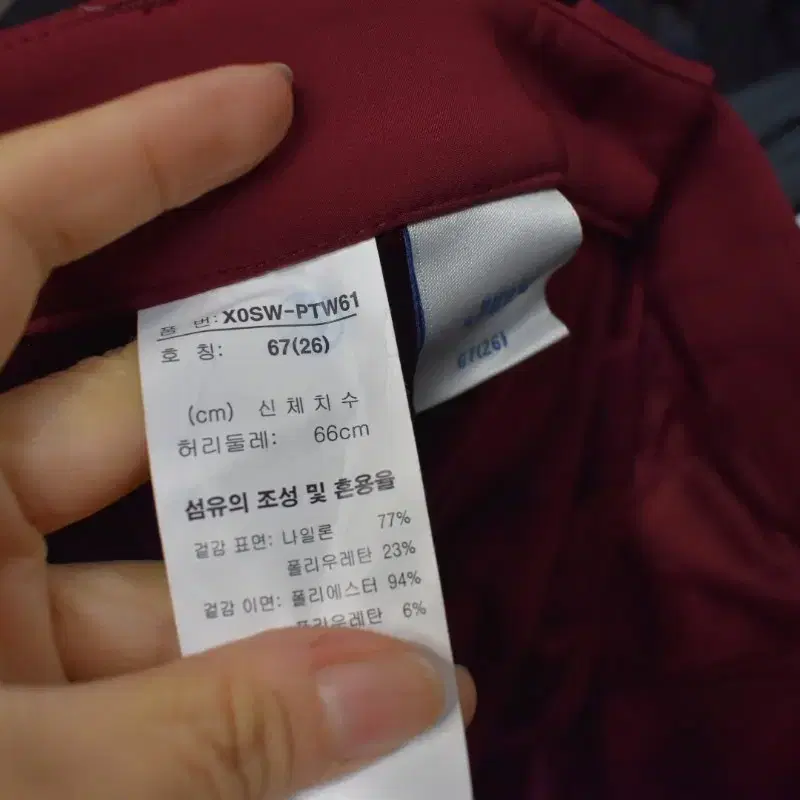 품 번: X0SW-PTW61
호 칭: 67(26)
(cm) 신 체 치 수
허리둘레: 66cm
섬유의 조성 및 혼용율
겉감 표면: 나일론 77%
폴리우레탄 23%
겉감 이면: 폴리에스터 94%
폴리우레탄 6%
67(26)